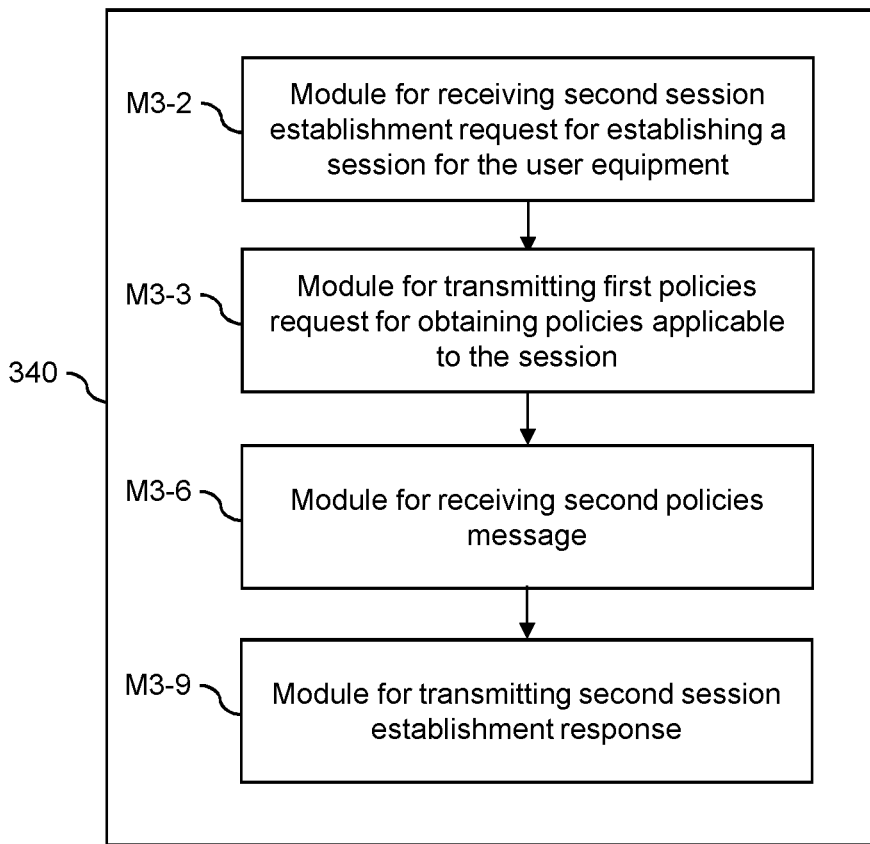 M3-2
Module for receiving second session
establishment request for establishing a
session for the user equipment
M3-3
Module for transmitting first policies
request for obtaining policies applicable
to the session
340
M3-6
Module for receiving second policies
message
M3-9
Module for transmitting second session
establishment response